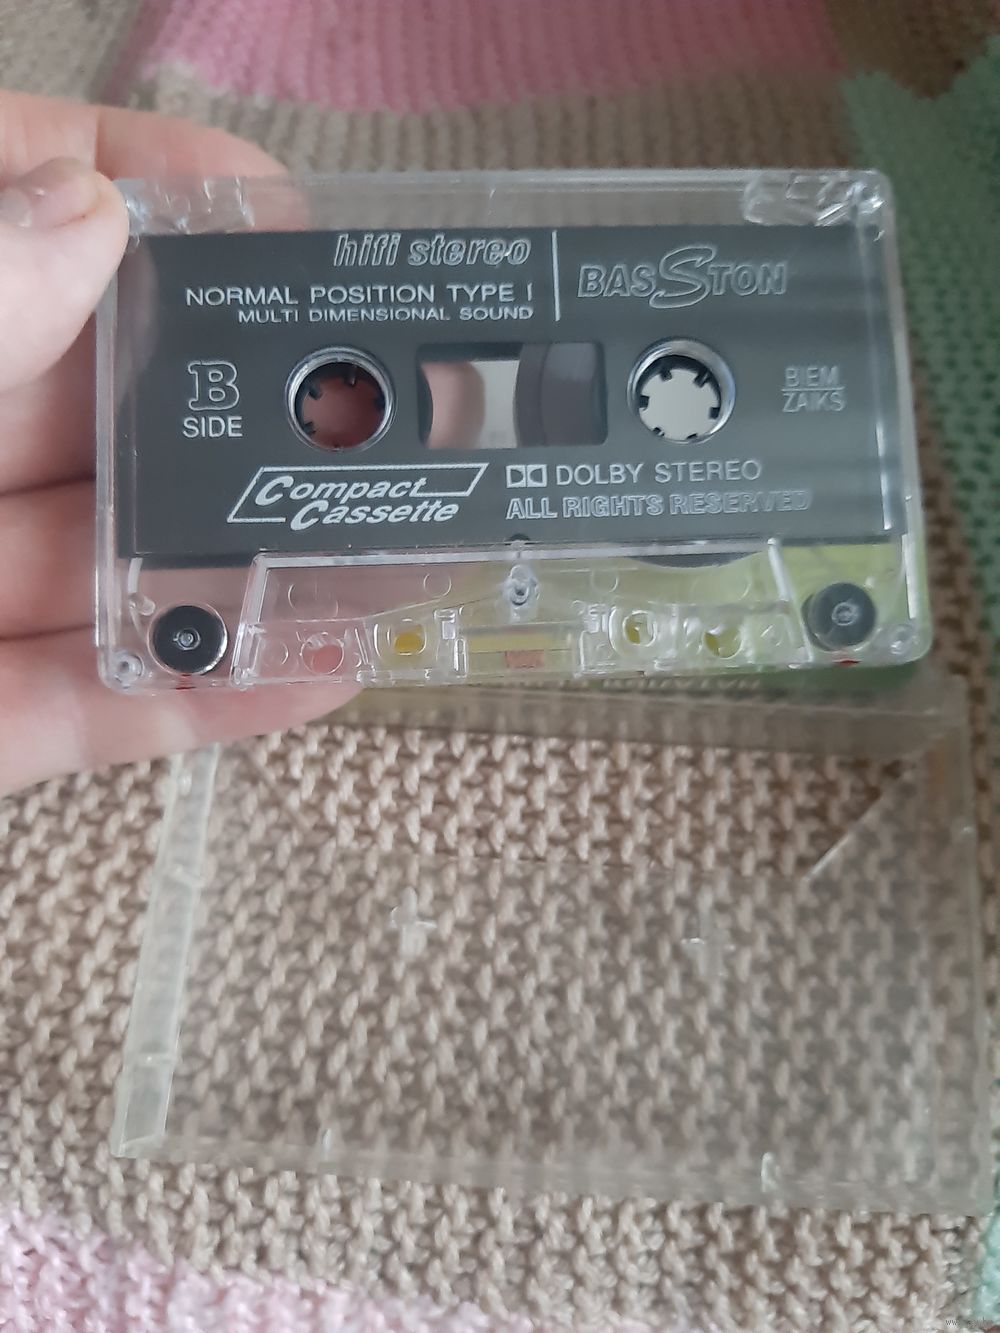 hifi stereo
NORMAL POSITION TYPE I
MULTI DIMENSIONAL SOUND
BASSTON
B
SIDE
BIEM
ZAIKS
Compact
Cassette
DOLBY STEREO
ALL RIGHTS RESERVED